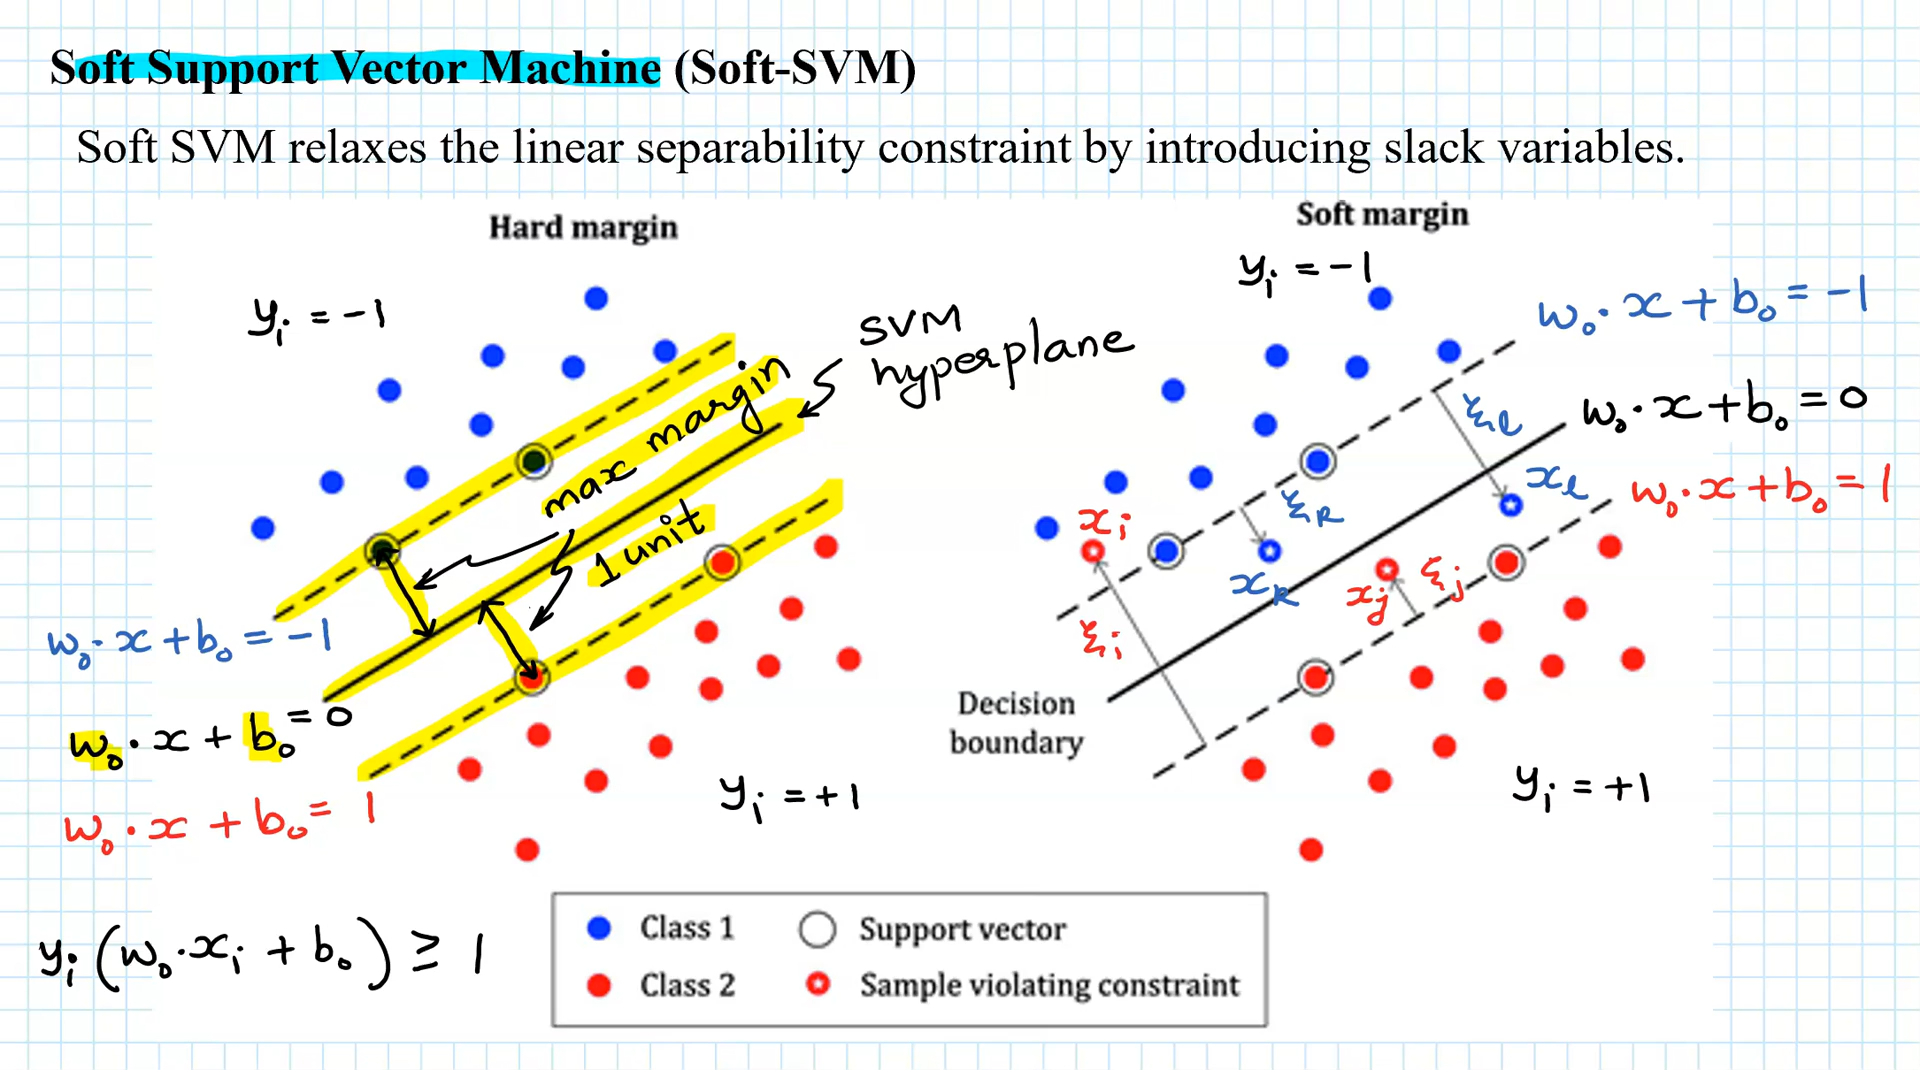 Soft Support Vector Machine (Soft-SVM)
Soft SVM relaxes the linear separability constraint by introducing slack variables.
Hard margin
yᵢ = -1
SVM
hyperplane
max margin
1 unit
w₀·x + b₀ = -1
w₀·x + b₀ = 0
w₀·x + b₀ = 1
yᵢ = +1
yᵢ (w₀·xᵢ + b₀) ≥ 1
Soft margin
yᵢ = -1
w₀·x + b₀ = -1
ξℓ
w₀·x + b₀ = 0
xℓ
w₀·x + b₀ = 1
xᵢ
ξₖ
xₖ
xⱼ
ξⱼ
ξᵢ
Decision
boundary
yᵢ = +1
Class 1
Support vector
Class 2
Sample violating constraint